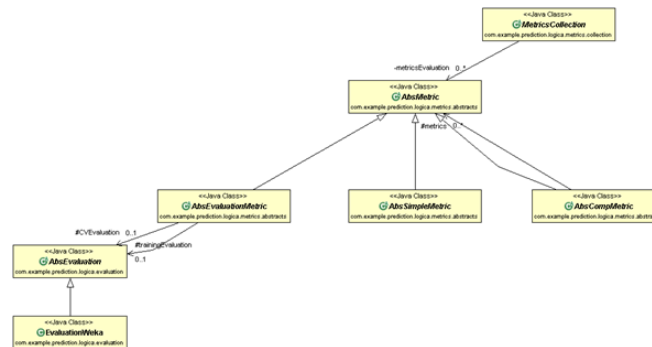 <<Java Class>>
MetricsCollection
com.example.prediction.logica.metrics.collection
-metricsEvaluation 0..*
<<Java Class>>
AbsMetric
com.example.prediction.logica.metrics.abstracts
#metrics 0..*
<<Java Class>>
AbsEvaluationMetric
com.example.prediction.logica.metrics.abstracts
<<Java Class>>
AbsSimpleMetric
com.example.prediction.logica.metrics.abstracts
<<Java Class>>
AbsCompMetric
com.example.prediction.logica.metrics.abstracts
#CVEvaluation 0..1
#trainingEvaluation
0..1
<<Java Class>>
AbsEvaluation
com.example.prediction.logica.evaluation
<<Java Class>>
EvaluationWeka
com.example.prediction.logica.evaluation